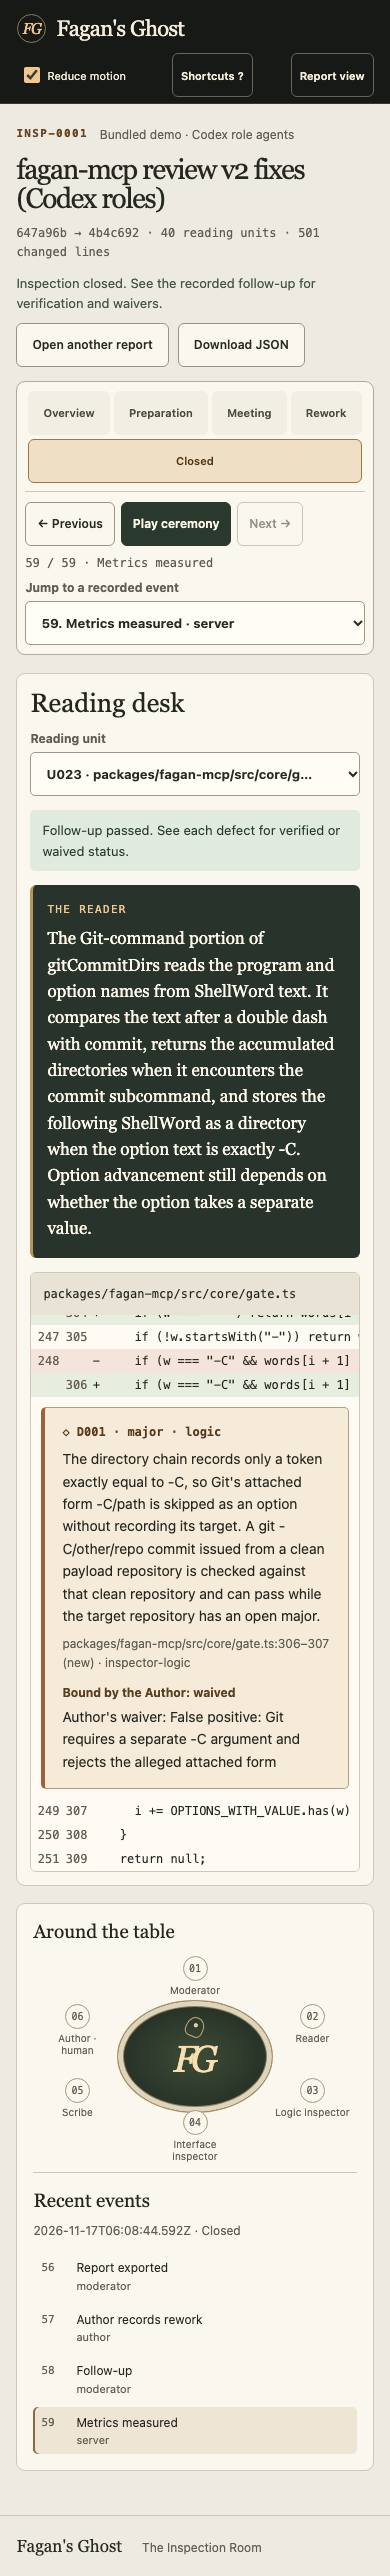 FG Fagan's Ghost
Reduce motion
Shortcuts ?
Report view
INSP-0001 Bundled demo · Codex role agents
fagan-mcp review v2 fixes
(Codex roles)
647a96b → 4b4c692 · 40 reading units · 501
changed lines
Inspection closed. See the recorded follow-up for
verification and waivers.
Open another report
Download JSON
Overview
Preparation
Meeting
Rework
Closed
← Previous
Play ceremony
Next →
59 / 59 · Metrics measured
Jump to a recorded event
59. Metrics measured · server
Reading desk
Reading unit
U023 · packages/fagan-mcp/src/core/g...
Follow-up passed. See each defect for verified or
waived status.
THE READER
The Git-command portion of
gitCommitDirs reads the program and
option names from ShellWord text. It
compares the text after a double dash
with commit, returns the accumulated
directories when it encounters the
commit subcommand, and stores the
following ShellWord as a directory
when the option text is exactly -C.
Option advancement still depends on
whether the option takes a separate
value.
packages/fagan-mcp/src/core/gate.ts
247 305 if (!w.startsWith("-")) return
248 - if (w === "-C" && words[i + 1]
306 + if (w === "-C" && words[i + 1]
◇ D001 · major · logic
The directory chain records only a token
exactly equal to -C, so Git's attached
form -C/path is skipped as an option
without recording its target. A git -
C/other/repo commit issued from a clean
payload repository is checked against
that clean repository and can pass while
the target repository has an open major.
packages/fagan-mcp/src/core/gate.ts:306–307
(new) · inspector-logic
Bound by the Author: waived
Author's waiver: False positive: Git
requires a separate -C argument and
rejects the alleged attached form
249 307 i += OPTIONS_WITH_VALUE.has(w)
250 308 }
251 309 return null;
Around the table
01
Moderator
06
Author ·
human
02
Reader
FG
05
Scribe
03
Logic inspector
04
Interface
inspector
Recent events
2026-11-17T06:08:44.592Z · Closed
56 Report exported
moderator
57 Author records rework
author
58 Follow-up
moderator
59 Metrics measured
server
Fagan's Ghost The Inspection Room